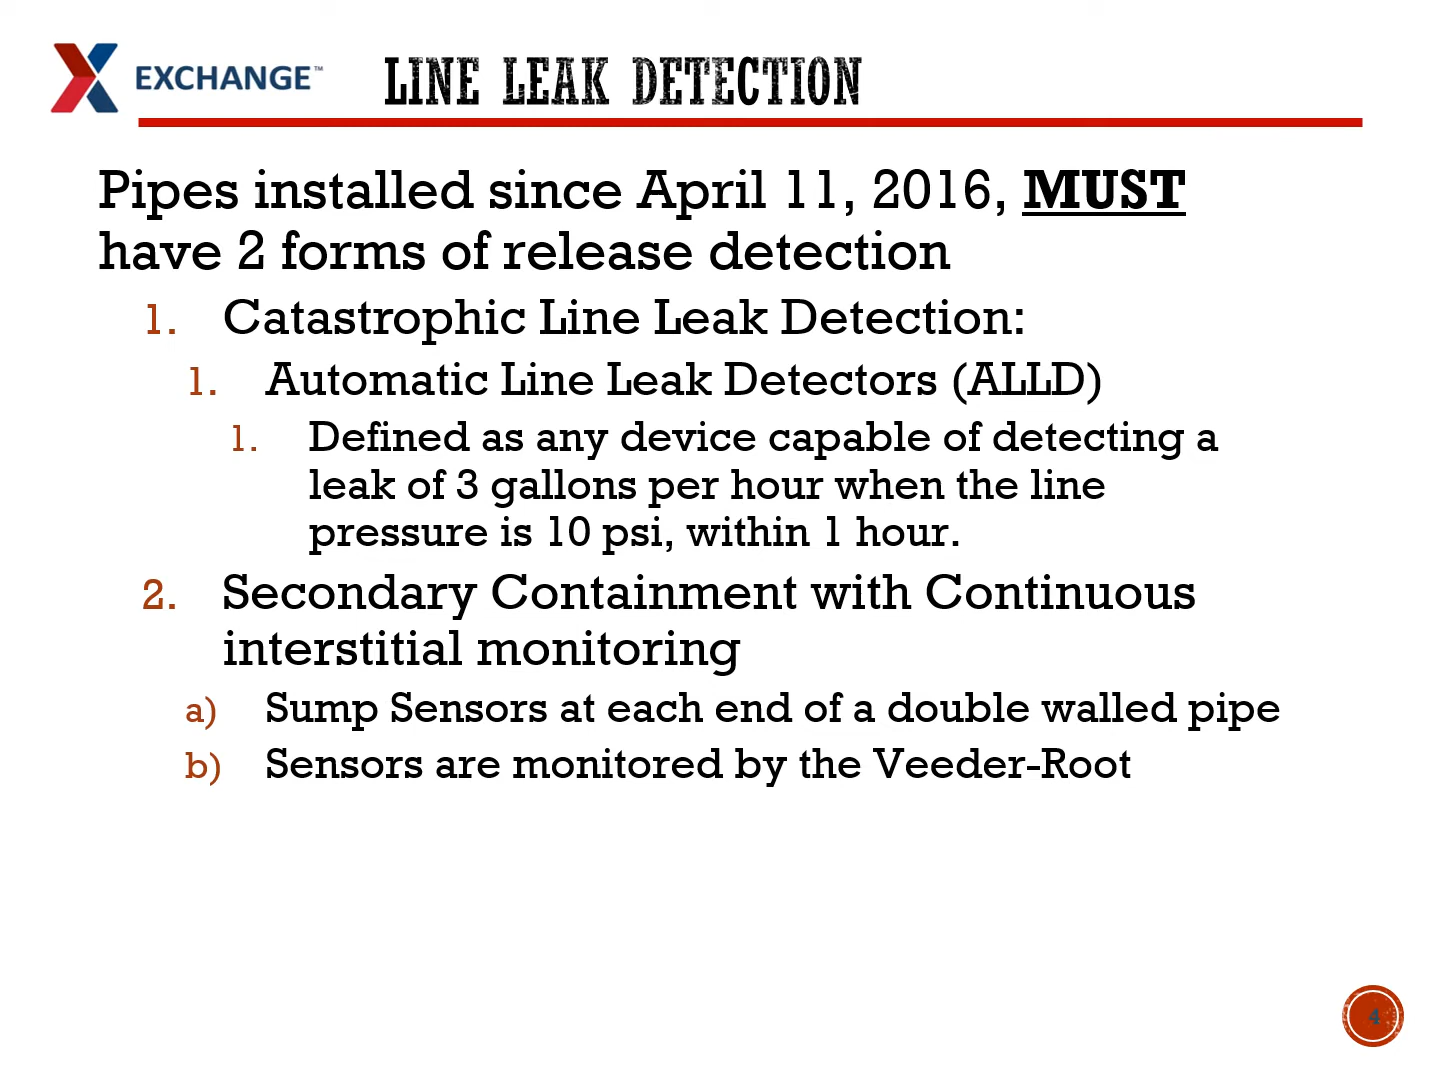 EXCHANGE™
LINE LEAK DETECTION
Pipes installed since April 11, 2016, MUST
have 2 forms of release detection
1. Catastrophic Line Leak Detection:
1. Automatic Line Leak Detectors (ALLD)
1. Defined as any device capable of detecting a
leak of 3 gallons per hour when the line
pressure is 10 psi, within 1 hour.
2. Secondary Containment with Continuous
interstitial monitoring
a) Sump Sensors at each end of a double walled pipe
b) Sensors are monitored by the Veeder-Root
4